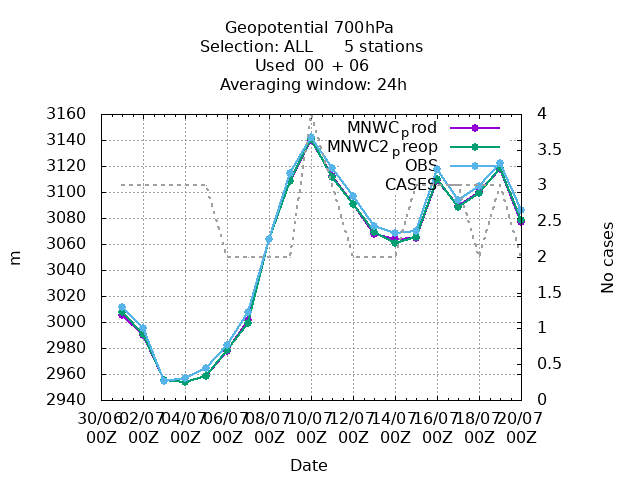 Geopotential 700hPa
Selection: ALL 5 stations
Used 00 + 06
Averaging window: 24h
MNWCprod
MNWC2preop
OBS
CASES
3160
3140
3120
3100
3080
3060
3040
3020
3000
2980
2960
2940
m
4
3.5
3
2.5
2
1.5
1
0.5
0
No cases
30/06 02/07 04/07 06/07 08/07 10/07 12/07 14/07 16/07 18/07 20/07
00Z 00Z 00Z 00Z 00Z 00Z 00Z 00Z 00Z 00Z 00Z
Date